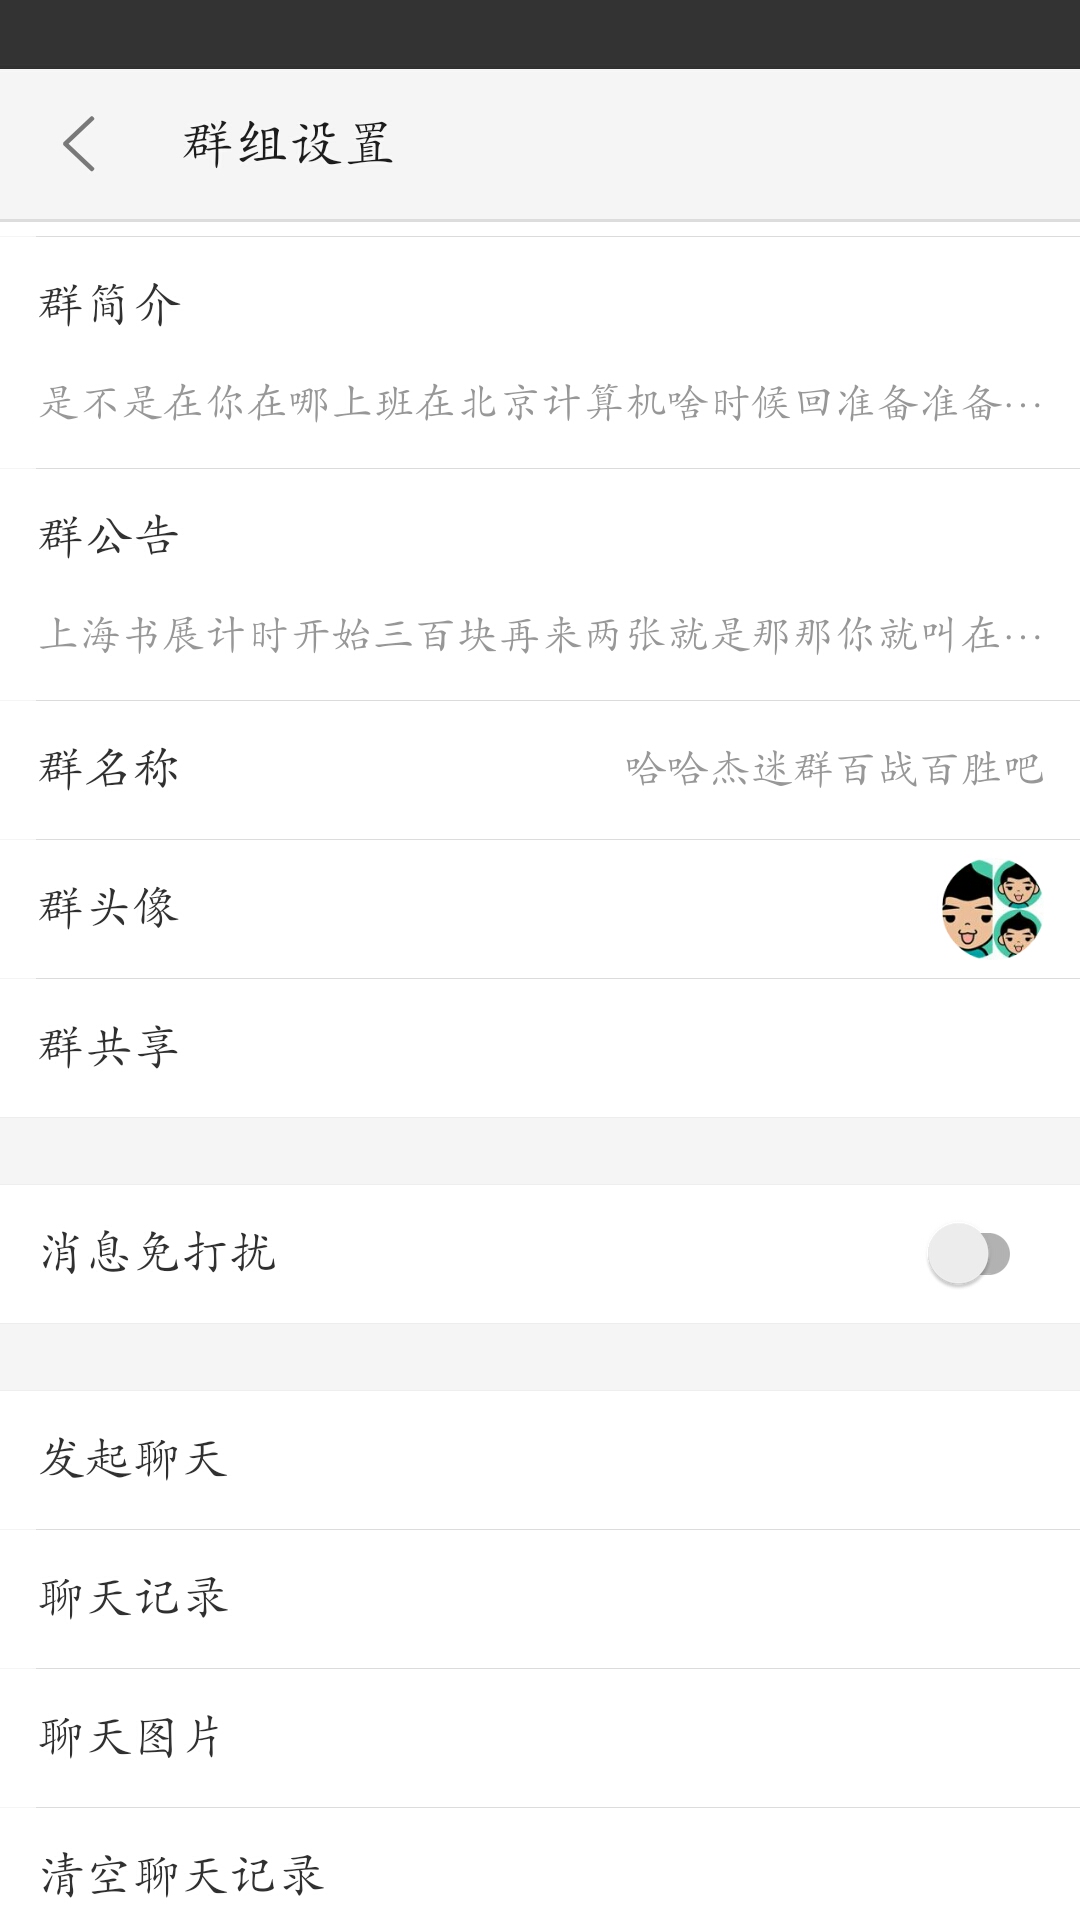 群组设置
群简介
是不是在你在哪上班在北京计算机啥时候回准备准备…
群公告
上海书展计时开始三百块再来两张就是那那你就叫在…
群名称 哈哈杰迷群百战百胜吧
群头像
群共享
消息免打扰
发起聊天
聊天记录
聊天图片
清空聊天记录